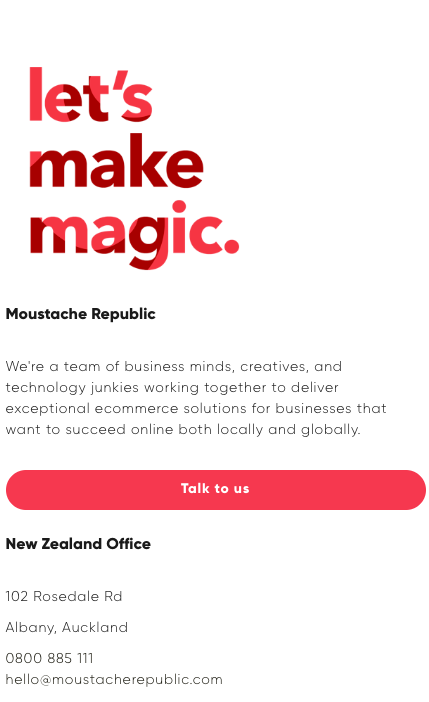 let's
make
magic.
Moustache Republic
We're a team of business minds, creatives, and
technology junkies working together to deliver
exceptional ecommerce solutions for businesses that
want to succeed online both locally and globally.
Talk to us
New Zealand Office
102 Rosedale Rd
Albany, Auckland
0800 885 111
hello@moustacherepublic.com